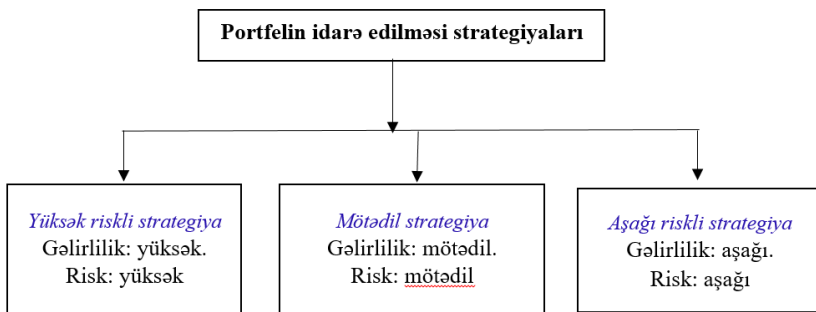 Portfelin idarə edilməsi strategiyaları
Yüksək riskli strategiya
Gəlirlilik: yüksək.
Risk: yüksək
Mötədil strategiya
Gəlirlilik: mötədil.
Risk: mötədil
Aşağı riskli strategiya
Gəlirlilik: aşağı.
Risk: aşağı